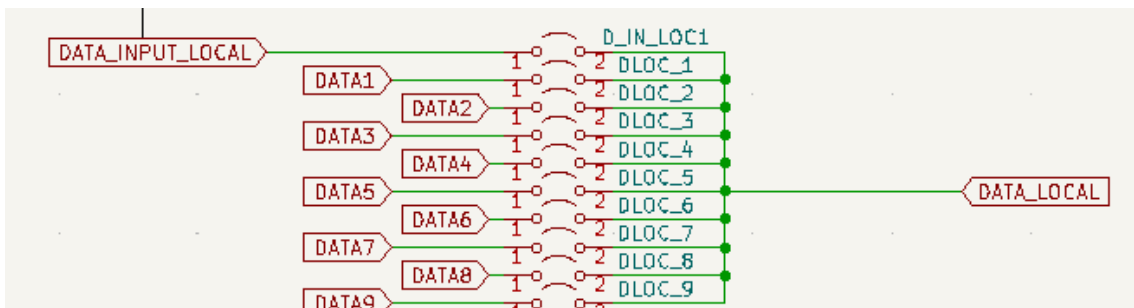 D_IN_LOC1
DATA_INPUT_LOCAL 1 2 DLOC_1
DATA1 1 2 DLOC_2
DATA2 1 2 DLOC_3
DATA3 1 2 DLOC_4
DATA4 1 2 DLOC_5
DATA5 1 2 DLOC_6 DATA_LOCAL
DATA6 1 2 DLOC_7
DATA7 1 2 DLOC_8
DATA8 1 2 DLOC_9
DATA9 1 2